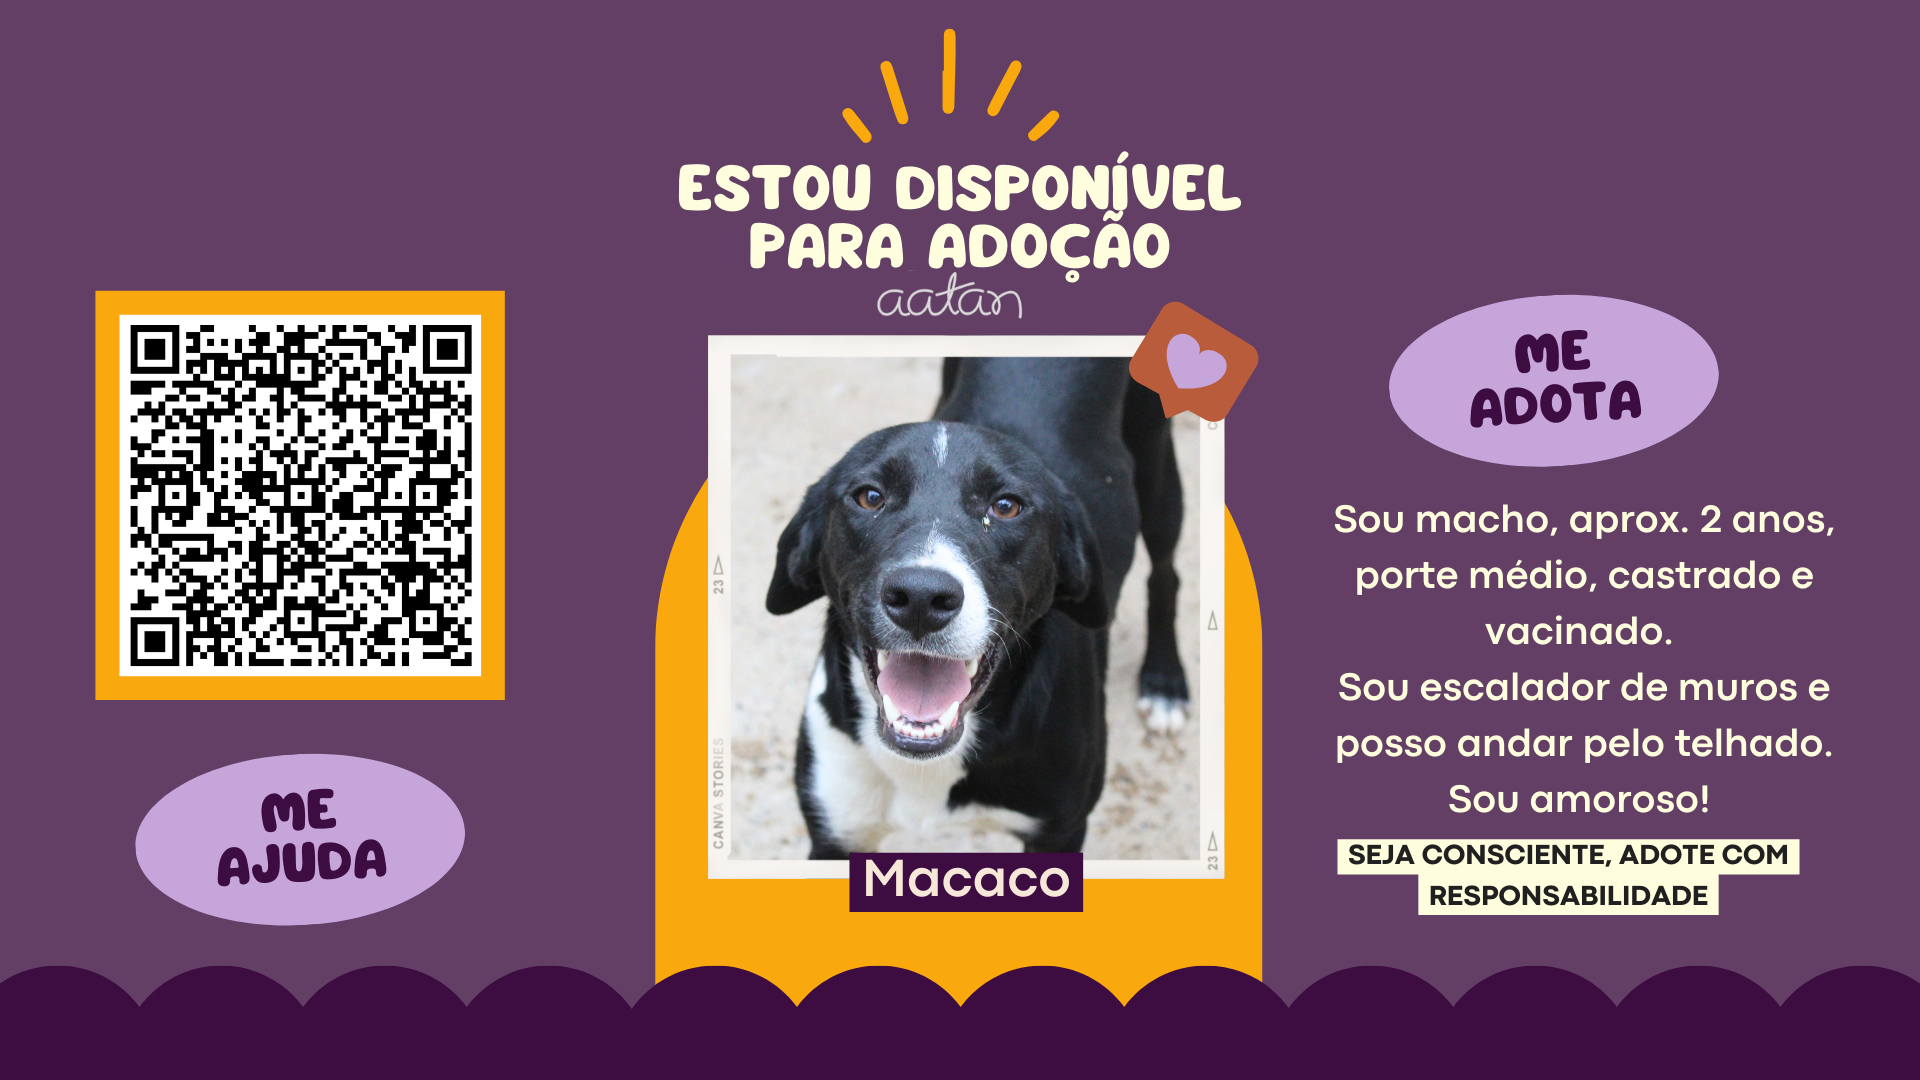 ESTOU DISPONÍVEL
PARA ADOÇÃO
aatan
ME
AJUDA
23
CANVA STORIES
23
Macaco
ME
ADOTA
Sou macho, aprox. 2 anos,
porte médio, castrado e
vacinado.
Sou escalador de muros e
posso andar pelo telhado.
Sou amoroso!
SEJA CONSCIENTE, ADOTE COM
RESPONSABILIDADE